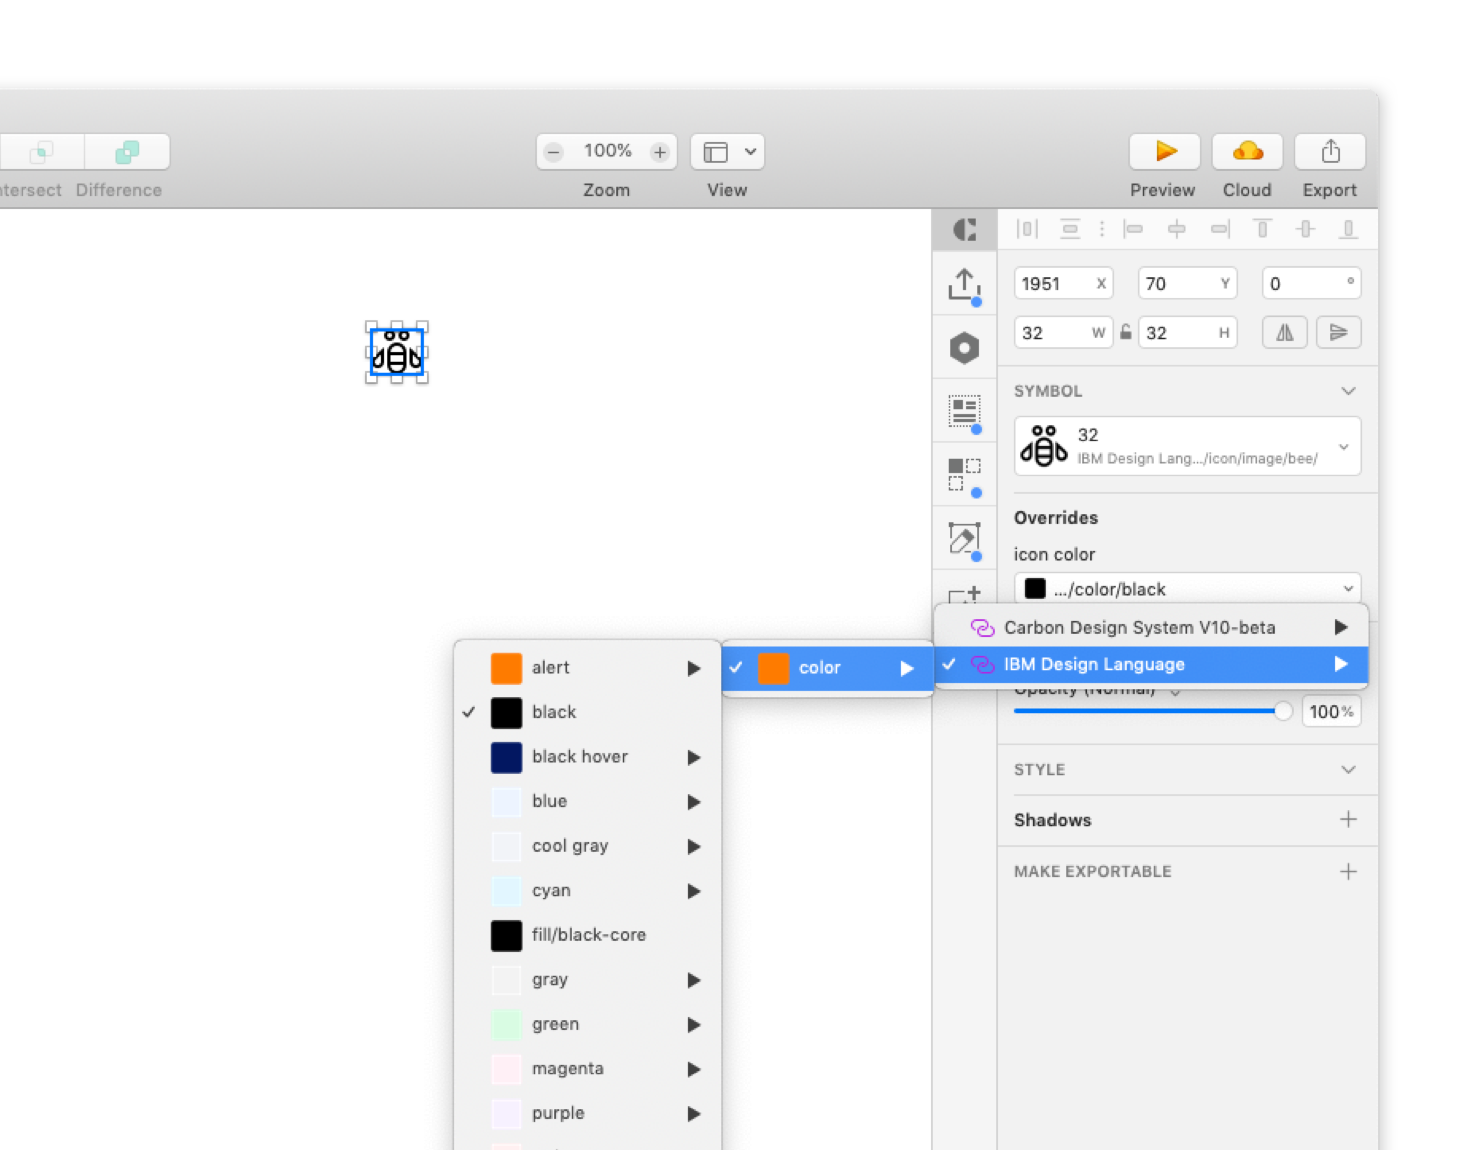 ntersect Difference
100%
Zoom
View
Preview
Cloud
Export
1951 X
70 Y
0 °
32 W
32 H
SYMBOL
32
IBM Design Lang.../icon/image/bee/
Overrides
icon color
.../color/black
Carbon Design System V10-beta
IBM Design Language
color
Opacity (Normal)
100%
STYLE
Shadows
MAKE EXPORTABLE
alert
black
black hover
blue
cool gray
cyan
fill/black-core
gray
green
magenta
purple